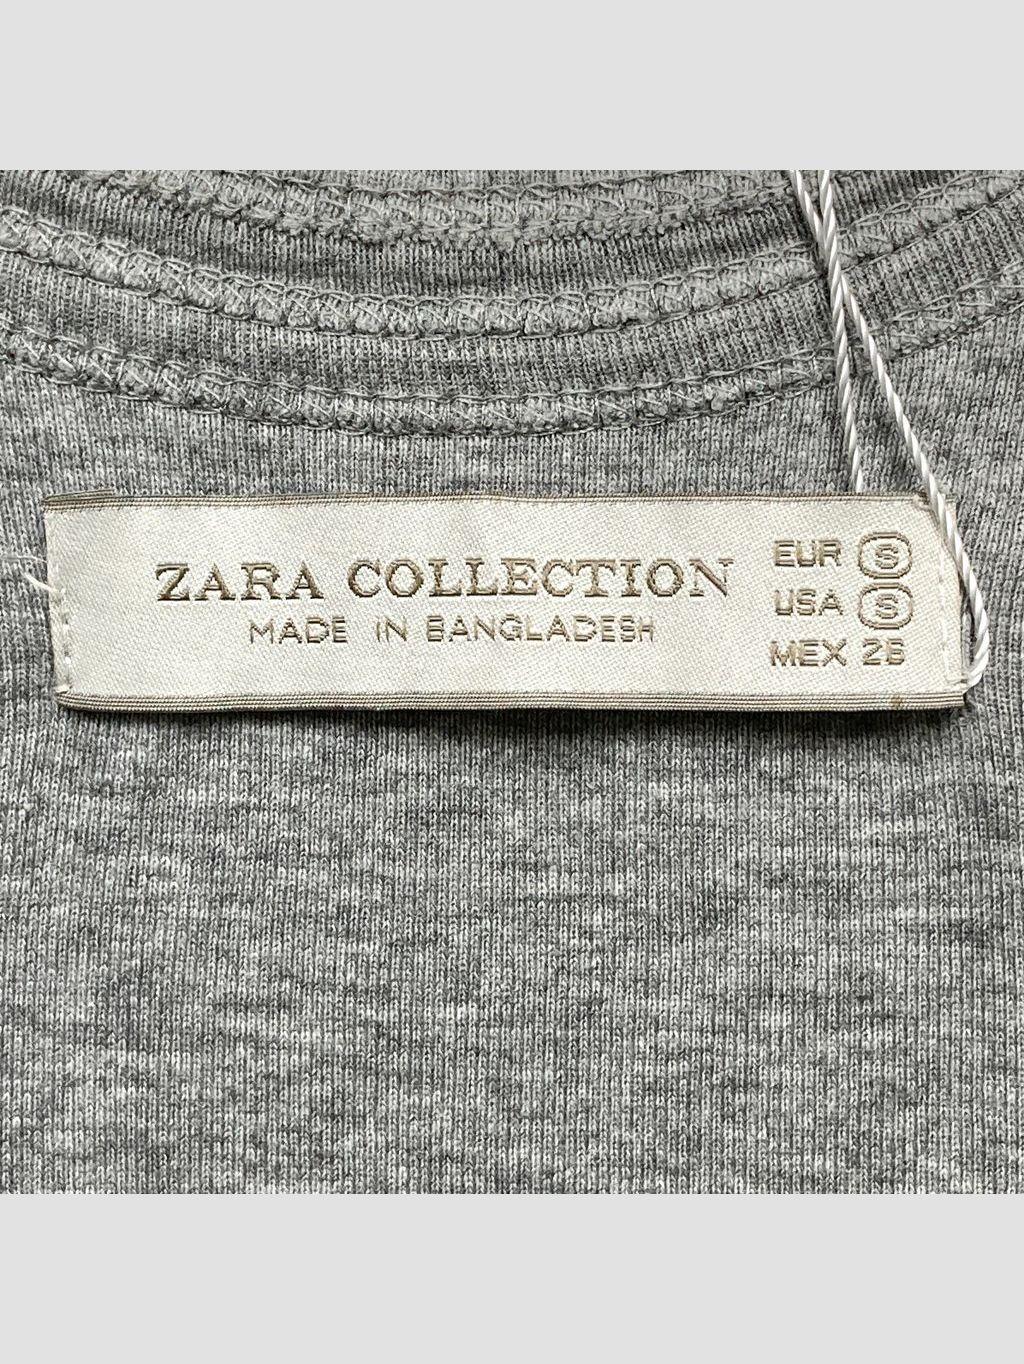 ZARA COLLECTION
MADE IN BANGLADESH
EUR S
USA S
MEX 26